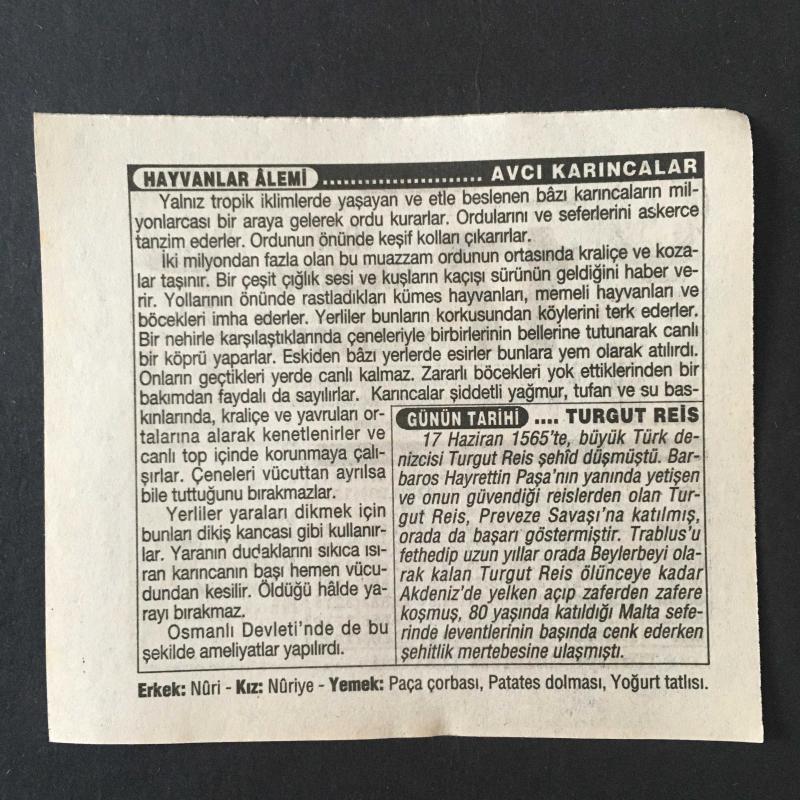 HAYVANLAR ÂLEMİ ........................ AVCI KARINCALAR
Yalnız tropik iklimlerde yaşayan ve etle beslenen bâzı karıncaların mil-
yonlarcası bir araya gelerek ordu kurarlar. Ordularını ve seferlerini askerce
tanzim ederler. Ordunun önünde keşif kolları çıkarırlar.
İki milyondan fazla olan bu muazzam ordunun ortasında kraliçe ve koza-
lar taşınır. Bir çeşit çığlık sesi ve kuşların kaçışı sürünün geldiğini haber ve-
rir. Yollarının önünde rastladıkları kümes hayvanları, memeli hayvanları ve
böcekleri imha ederler. Yerliler bunların korkusundan köylerini terk ederler.
Bir nehirle karşılaştıklarında çeneleriyle birbirlerinin bellerine tutunarak canlı
bir köprü yaparlar. Eskiden bâzı yerlerde esirler bunlara yem olarak atılırdı.
Onların geçtikleri yerde canlı kalmaz. Zararlı böcekleri yok ettiklerinden bir
bakımdan faydalı da sayılırlar. Karıncalar şiddetli yağmur, tufan ve su bas-
kınlarında, kraliçe ve yavruları or-
talarına alarak kenetlenirler ve
canlı top içinde korunmaya çalı-
şırlar. Çeneleri vücuttan ayrılsa
bile tuttuğunu bırakmazlar.
Yerliler yaraları dikmek için
bunları dikiş kancası gibi kullanır-
lar. Yaranın dudaklarını sıkıca ısı-
ran karıncanın başı hemen vücu-
dundan kesilir. Öldüğü hâlde ya-
rayı bırakmaz.
Osmanlı Devleti'nde de bu
şekilde ameliyatlar yapılırdı.
GÜNÜN TARİHİ .... TURGUT REİS
17 Haziran 1565'te, büyük Türk de-
nizcisi Turgut Reis şehîd düşmüştü. Bar-
baros Hayrettin Paşa'nın yanında yetişen
ve onun güvendiği reislerden olan Tur-
gut Reis, Preveze Savaşı'na katılmış,
orada da başarı göstermiştir. Trablus'u
fethedip uzun yıllar orada Beylerbeyi ola-
rak kalan Turgut Reis ölünceye kadar
Akdeniz'de yelken açıp zaferden zafere
koşmuş, 80 yaşında katıldığı Malta sefe-
rinde leventlerinin başında cenk ederken
şehitlik mertebesine ulaşmıştı.
Erkek: Nûri - Kız: Nûriye - Yemek: Paça çorbası, Patates dolması, Yoğurt tatlısı.